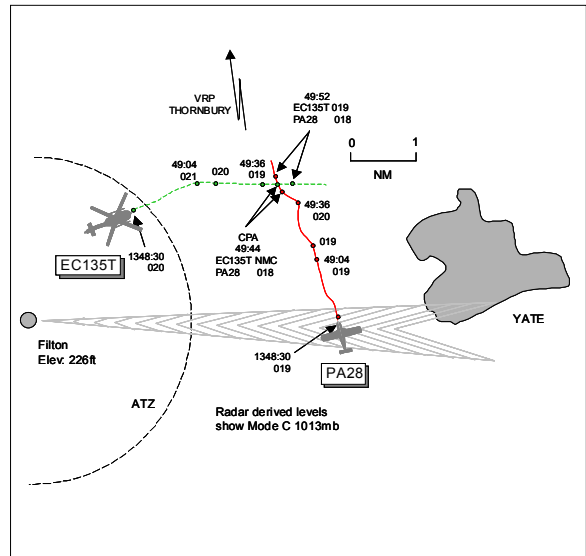 49:52
EC135T 019
PA28 018
VRP
THORNBURY
0 1
NM
49:04
021
020
49:36
019
49:36
020
CPA
49:44
EC135T NMC
PA28 018
019
49:04
019
1348:30
020
EC135T
YATE
Filton
Elev: 226ft
1348:30
019
PA28
ATZ
Radar derived levels
show Mode C 1013mb